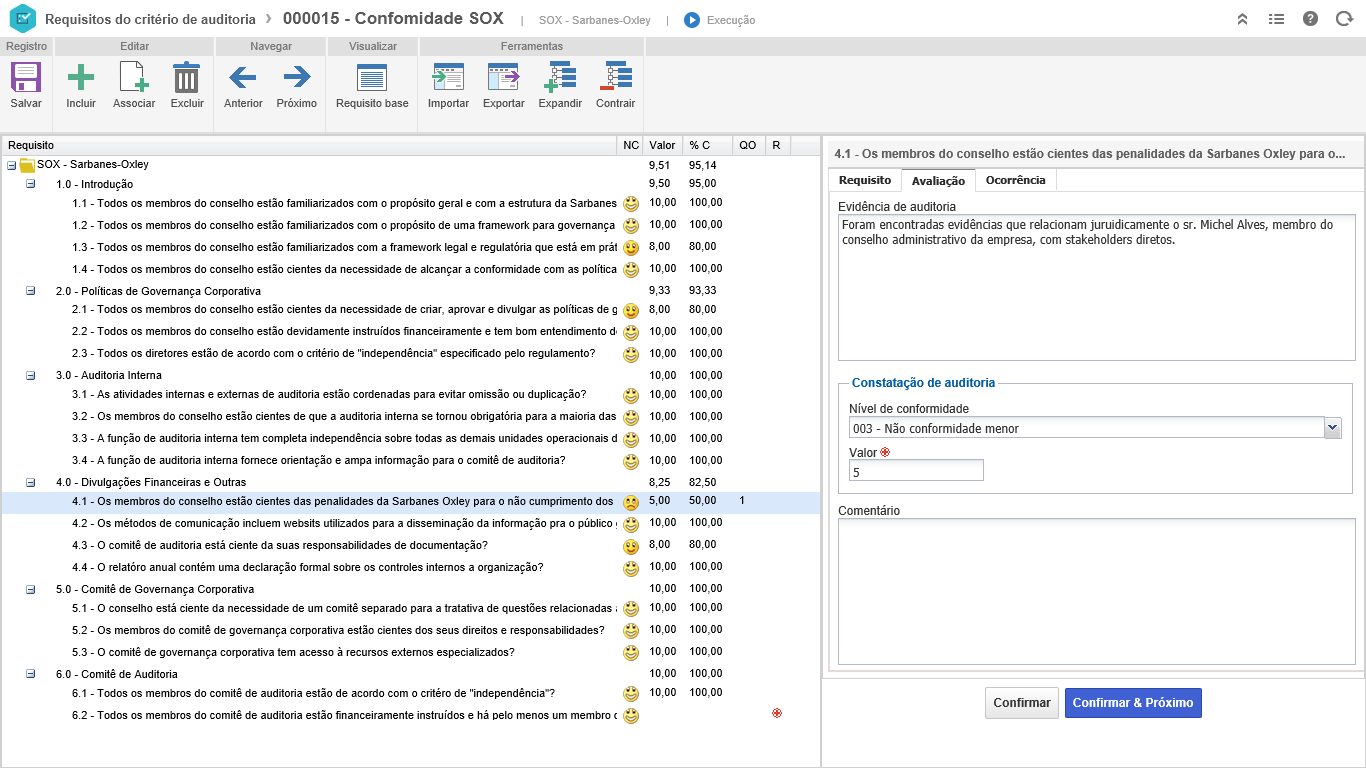 Requisitos do critério de auditoria › 000015 - Confomidade SOX | SOX - Sarbanes-Oxley | Execução
Registro Editar Navegar Visualizar Ferramentas
Salvar Incluir Associar Excluir Anterior Próximo Requisito base Importar Exportar Expandir Contrair
Requisito NC Valor % C QO R
SOX - Sarbanes-Oxley 9,51 95,14
1.0 - Introdução 9,50 95,00
1.1 - Todos os membros do conselho estão familiarizados com o propósito geral e com a estrutura da Sarbanes 10,00 100,00
1.2 - Todos os membros do conselho estão familiarizados com o propósito de uma framework para governança 10,00 100,00
1.3 - Todos os membros do conselho estão familiarizados com a framework legal e regulatória que está em prát 8,00 80,00
1.4 - Todos os membros do conselho estão cientes da necessidade de alcançar a conformidade com as política 10,00 100,00
2.0 - Políticas de Governança Corporativa 9,33 93,33
2.1 - Todos os membros do conselho estão cientes da necessidade de criar, aprovar e divulgar as políticas de g 8,00 80,00
2.2 - Todos os membros do conselho estão devidamente instruídos financeiramente e tem bom entendimento d 10,00 100,00
2.3 - Todos os diretores estão de acordo com o critério de "independência" especificado pelo regulamento? 10,00 100,00
3.0 - Auditoria Interna 10,00 100,00
3.1 - As atividades internas e externas de auditoria estão cordenadas para evitar omissão ou duplicação? 10,00 100,00
3.2 - Os membros do conselho estão cientes de que a auditoria interna se tornou obrigatória para a maioria das 10,00 100,00
3.3 - A função de auditoria interna tem completa independência sobre todas as demais unidades operacionais d 10,00 100,00
3.4 - A função de auditoria interna fornece orientação e ampa informação para o comitê de auditoria? 10,00 100,00
4.0 - Divulgações Financeiras e Outras 8,25 82,50
4.1 - Os membros do conselho estão cientes das penalidades da Sarbanes Oxley para o não cumprimento dos 5,00 50,00 1
4.2 - Os métodos de comunicação incluem websits utilizados para a disseminação da informação pra o público 10,00 100,00
4.3 - O comitê de auditoria está ciente da suas responsabilidades de documentação? 8,00 80,00
4.4 - O relatóro anual contém uma declaração formal sobre os controles internos a organização? 10,00 100,00
5.0 - Comitê de Governança Corporativa 10,00 100,00
5.1 - O conselho está ciente da necessidade de um comitê separado para a tratativa de questões relacionadas 10,00 100,00
5.2 - Os membros do comitê de governança corporativa estão cientes dos seus direitos e responsabilidades? 10,00 100,00
5.3 - O comitê de governança corporativa tem acesso à recursos externos especializados? 10,00 100,00
6.0 - Comitê de Auditoria 10,00 100,00
6.1 - Todos os membros do comitê de auditoria estão de acordo com o critéro de "independência"? 10,00 100,00
6.2 - Todos os membros do comitê de auditoria estão financeiramente instruídos e há pelo menos um membro
4.1 - Os membros do conselho estão cientes das penalidades da Sarbanes Oxley para o...
Requisito Avaliação Ocorrência
Evidência de auditoria
Foram encontradas evidências que relacionam juruidicamente o sr. Michel Alves, membro do
conselho administrativo da empresa, com stakeholders diretos.
Constatação de auditoria
Nível de conformidade
003 - Não conformidade menor
Valor
5
Comentário
Confirmar Confirmar & Próximo